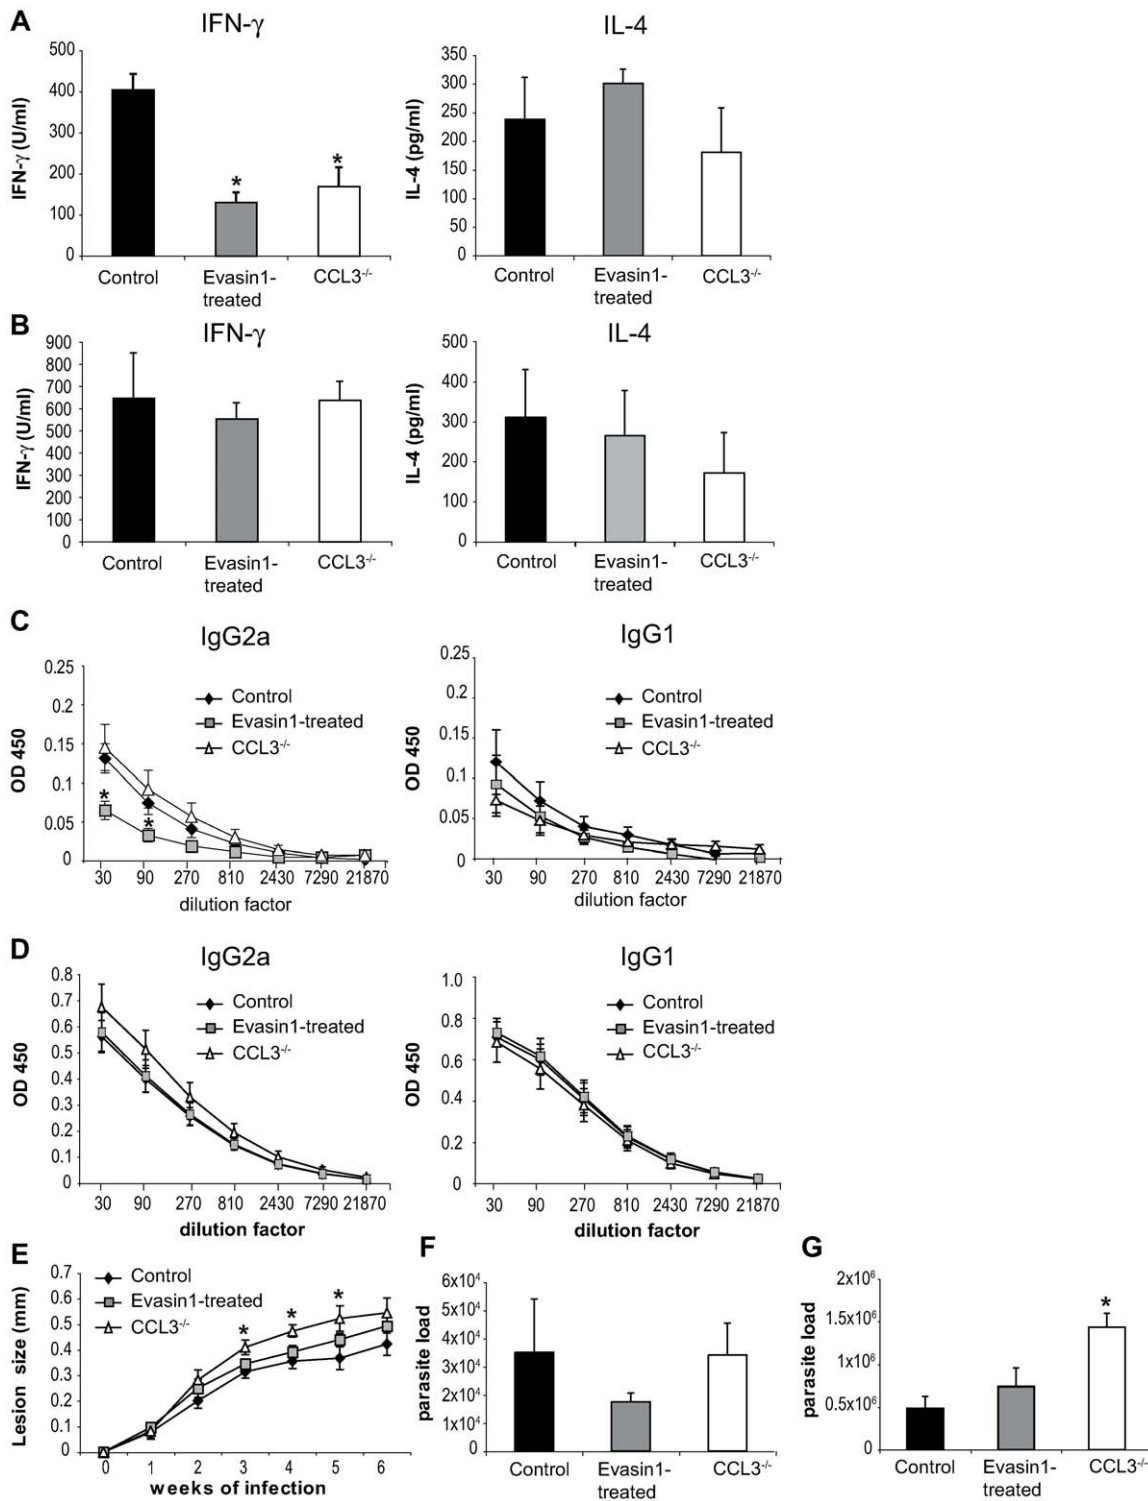 A
IFN-γ
IFN-γ (U/ml)
500
400
300
200
100
0
*
*
Control
Evasin1-
treated
CCL3-/-
IL-4
IL-4 (pg/ml)
350
300
250
200
150
100
50
0
Control
Evasin1-
treated
CCL3-/-
B
IFN-γ
IFN-γ (U/ml)
900
800
700
600
500
400
300
200
100
0
Control
Evasin1-
treated
CCL3-/-
IL-4
IL-4 (pg/ml)
500
400
300
200
100
0
Control
Evasin1-
treated
CCL3-/-
C
IgG2a
OD 450
0.25
0.2
0.15
0.1
0.05
0
Control
Evasin1-treated
CCL3-/-
*
*
30 90 270 810 2430 7290 21870
dilution factor
IgG1
OD 450
0.25
0.2
0.15
0.1
0.05
0
Control
Evasin1-treated
CCL3-/-
30 90 270 810 2430 7290 21870
dilution factor
D
IgG2a
OD 450
0.8
0.7
0.6
0.5
0.4
0.3
0.2
0.1
0
Control
Evasin1-treated
CCL3-/-
30 90 270 810 2430 7290 21870
dilution factor
IgG1
OD 450
1.0
0.8
0.6
0.4
0.2
0
Control
Evasin1-treated
CCL3-/-
30 90 270 810 2430 7290 21870
dilution factor
E
Lesion size (mm)
0.7
0.6
0.5
0.4
0.3
0.2
0.1
0
Control
Evasin1-treated
CCL3-/-
* * *
0 1 2 3 4 5 6
weeks of infection
F
parasite load
6x10⁴
5x10⁴
4x10⁴
3x10⁴
2x10⁴
1x10⁴
0
Control
Evasin1-
treated
CCL3-/-
G
parasite load
2x10⁶
1.5x10⁶
1x10⁶
0.5x10⁶
0
*
Control
Evasin1-
treated
CCL3-/-